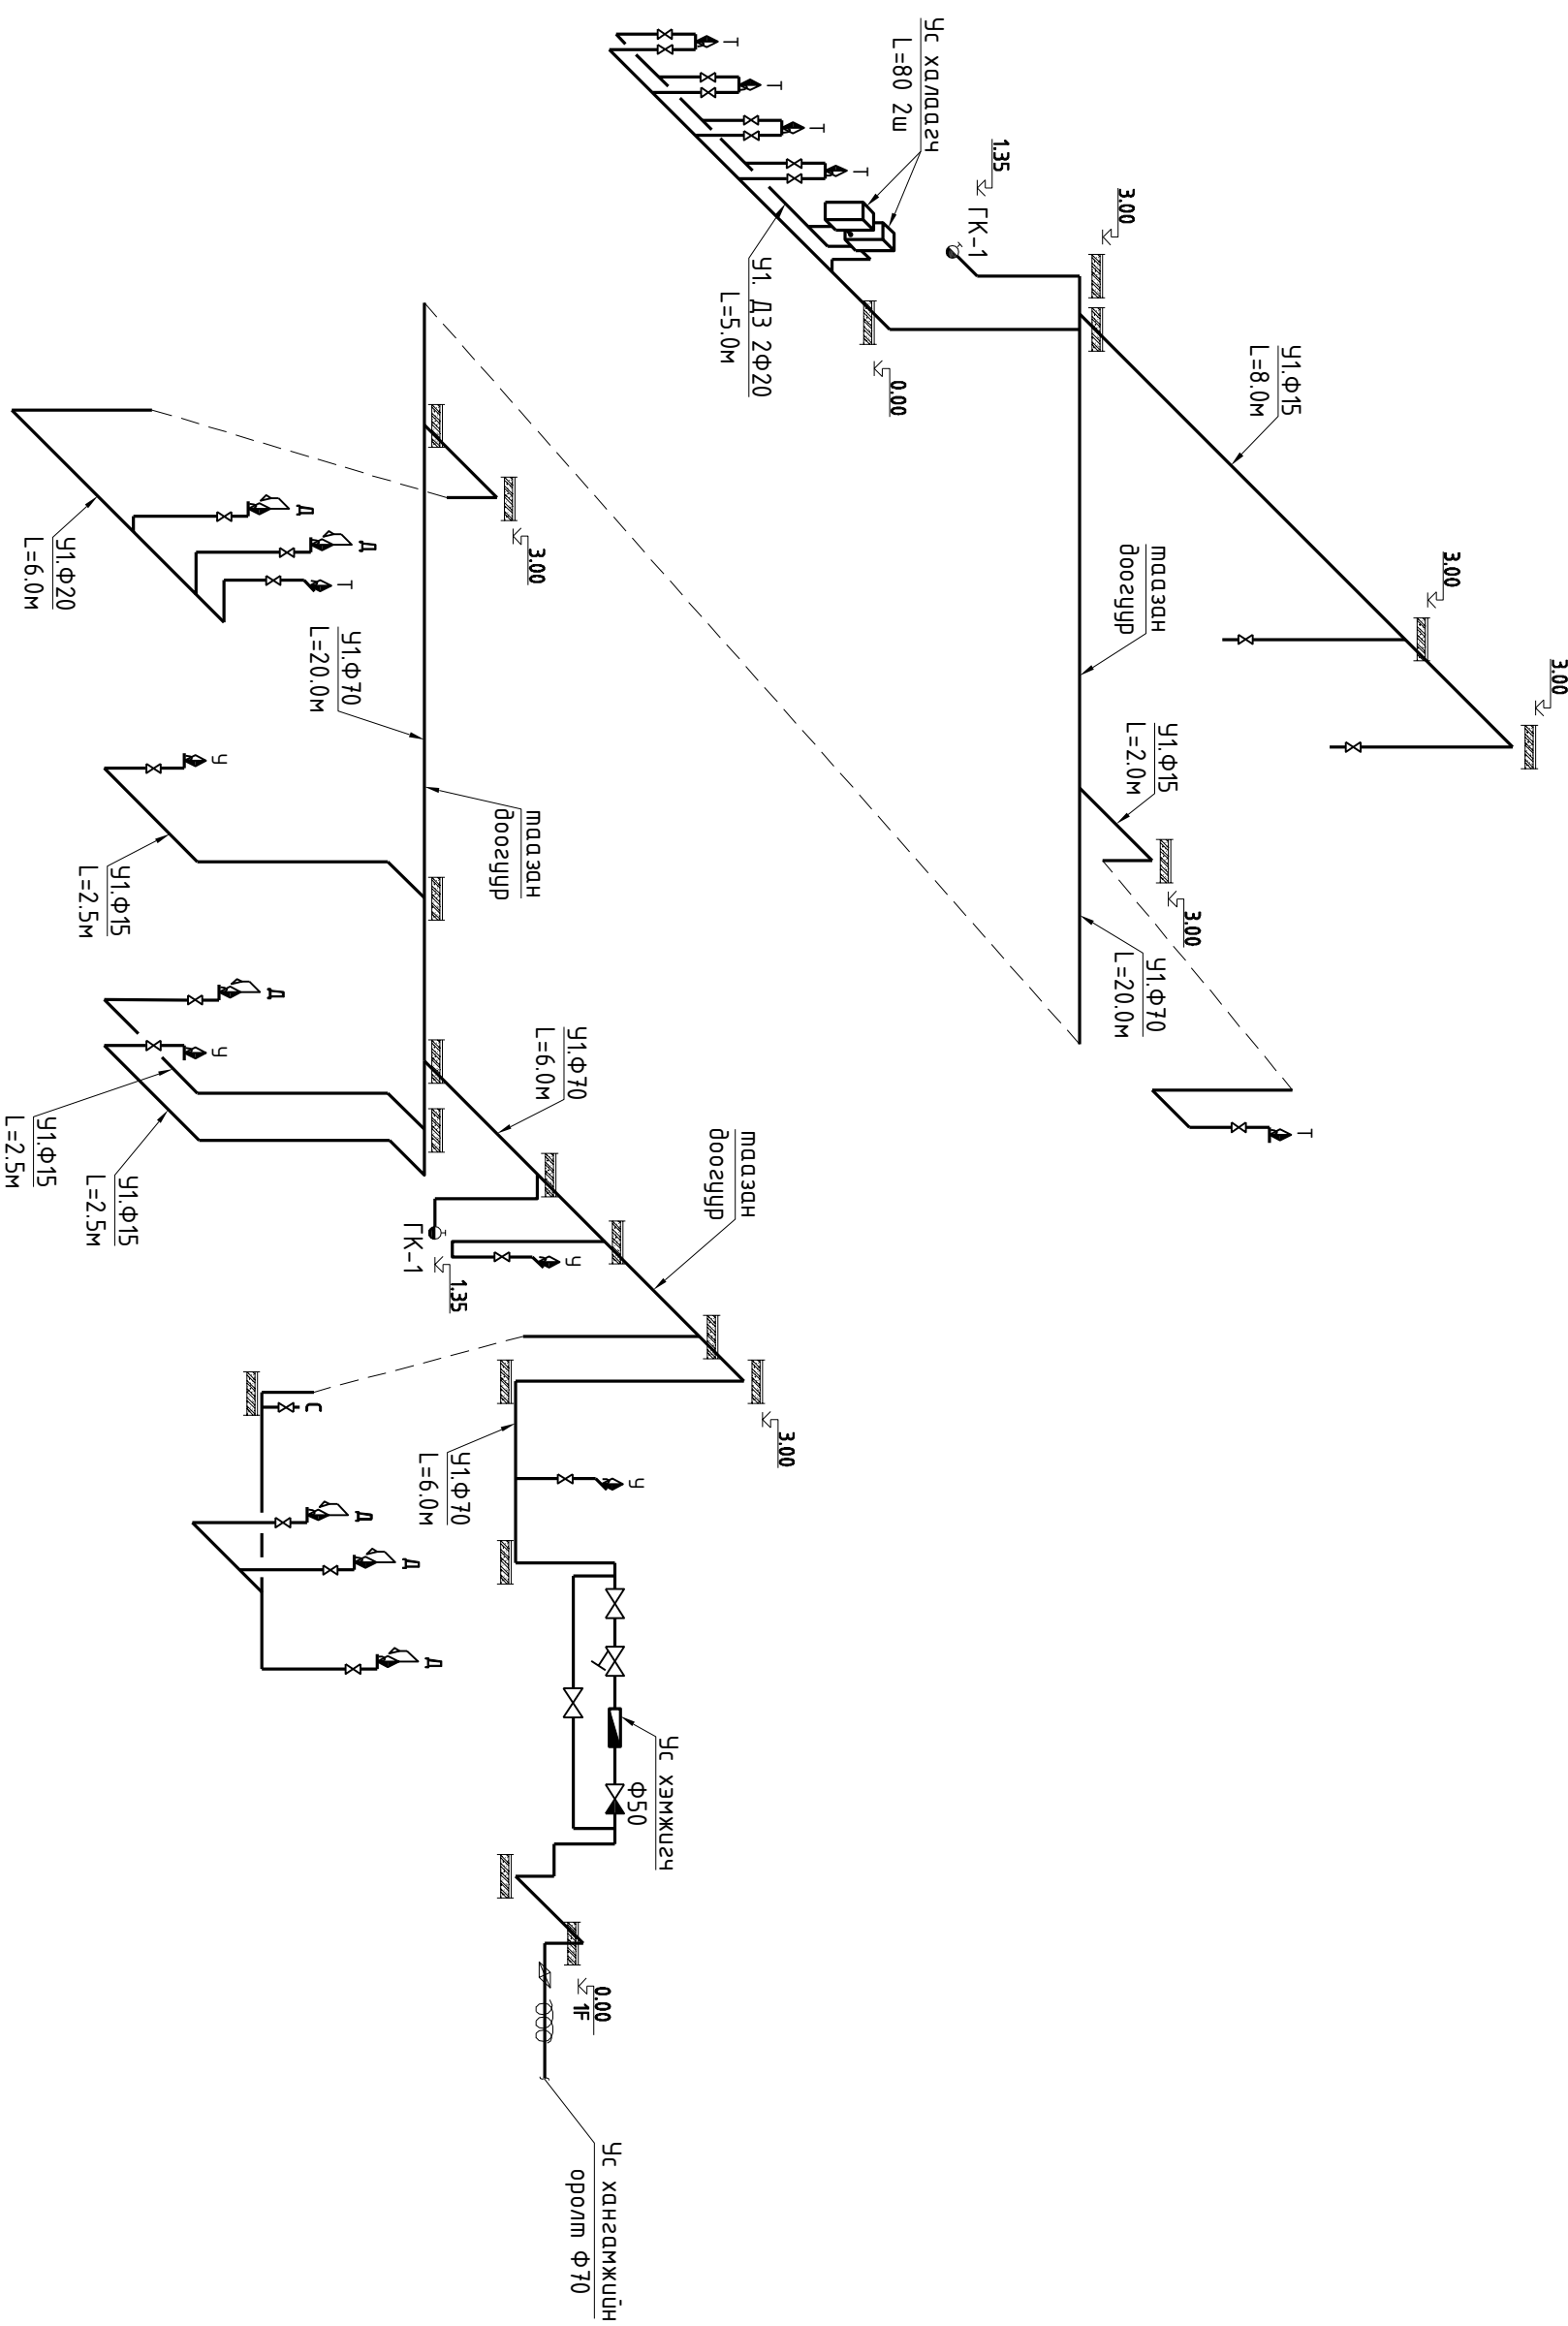 3.00
3.00
Т
У1.Ф15
L=8.0м
3.00
У1.Ф15
L=2.0м
таазан
доогуур
У1.Ф70
L=20.0м
3.00
1.35
ГК-1
Ус халаагч
L=80 2ш
0.00
Т
Т
Т
Т
У1. ДЗ 2Ф20
L=5.0м
3.00
таазан
доогуур
Ус хэмжигч
Ф50
у
Ус хангамжийн
оролт Ф70
0.00
1F
У1.Ф70
L=6.0м
у
3.00
таазан
доогуур
У1.Ф70
L=6.0м
1.35
Д
ГК-1
Д
Д
Д
У1.Ф70
L=20.0м
Т
С
Д
Д
у
у
У1.Ф15
L=2.5м
У1.Ф15
L=2.5м
У1.Ф20
L=6.0м
У1.Ф15
L=2.5м